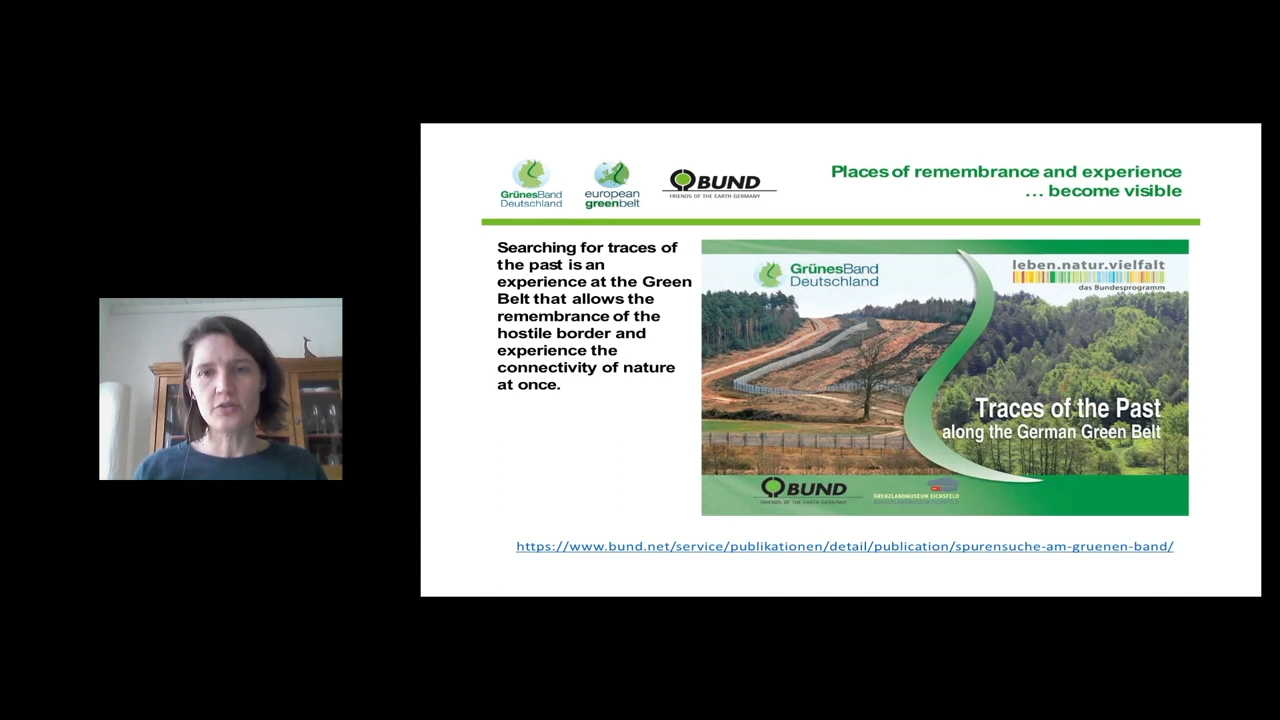 GrünesBand
Deutschland
european
greenbelt
BUND
FRIENDS OF THE EARTH GERMANY
Places of remembrance and experience
… become visible
Searching for traces of
the past is an
experience at the Green
Belt that allows the
remembrance of the
hostile border and
experience the
connectivity of nature
at once.
GrünesBand
Deutschland
leben.natur.vielfalt
das Bundesprogramm
Traces of the Past
along the German Green Belt
BUND
FRIENDS OF THE EARTH GERMANY
GRENZLANDMUSEUM EICHSFELD
https://www.bund.net/service/publikationen/detail/publication/spurensuche-am-gruenen-band/